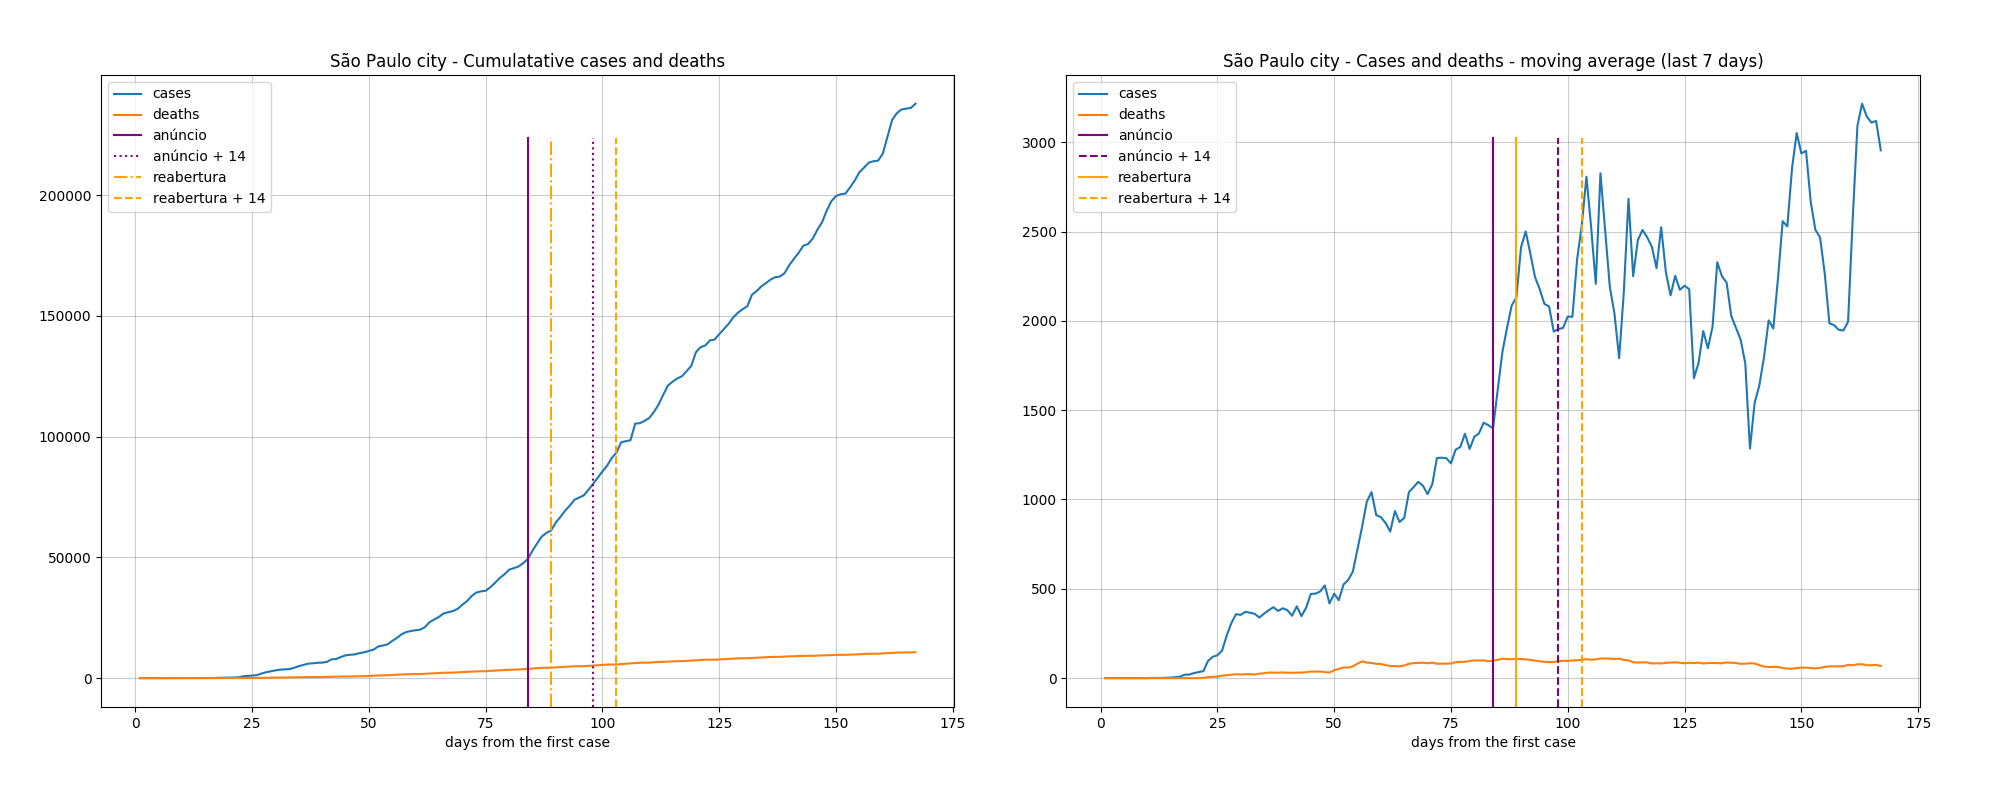 São Paulo city - Cumulatative cases and deaths
cases
deaths
anúncio
anúncio + 14
reabertura
reabertura + 14
200000
150000
100000
50000
0
0 25 50 75 100 125 150 175
days from the first case
São Paulo city - Cases and deaths - moving average (last 7 days)
cases
deaths
anúncio
anúncio + 14
reabertura
reabertura + 14
3000
2500
2000
1500
1000
500
0
0 25 50 75 100 125 150 175
days from the first case